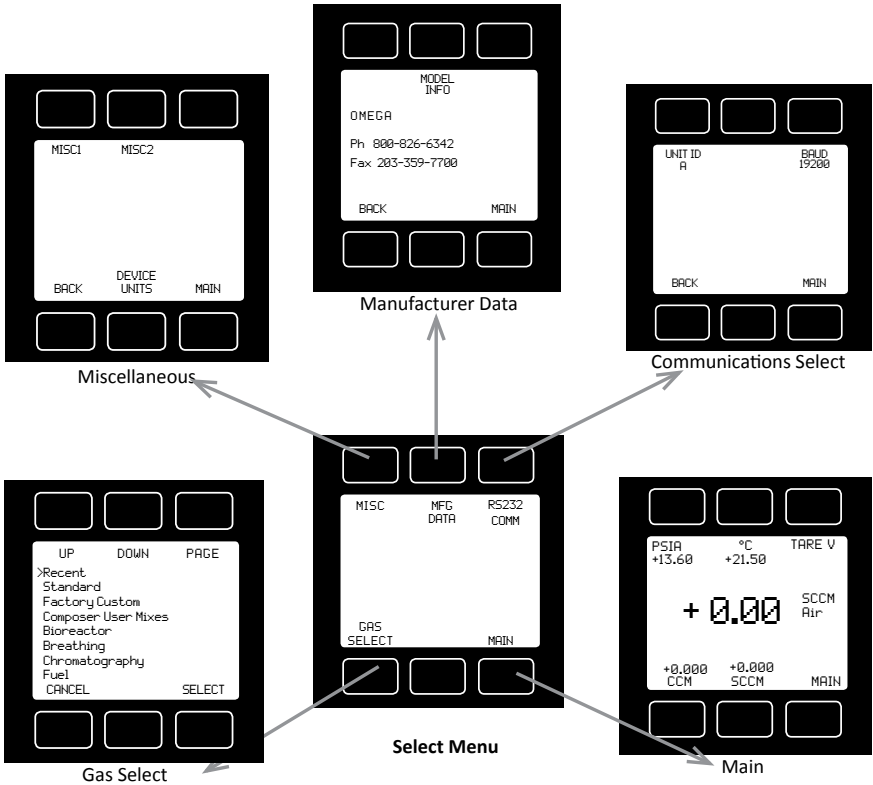 MODEL
INFO
OMEGA
Ph 800-826-6342
Fax 203-359-7700
BACK MAIN
Manufacturer Data
MISC1 MISC2
DEVICE
BACK UNITS MAIN
Miscellaneous
UNIT ID BAUD
A 19200
BACK MAIN
Communications Select
MISC MFG RS232
DATA COMM
GAS
SELECT MAIN
Select Menu
UP DOWN PAGE
>Recent
Standard
Factory Custom
Composer User Mixes
Bioreactor
Breathing
Chromatography
Fuel
CANCEL SELECT
Gas Select
PSIA °C TARE V
+13.60 +21.50
+ 0.00 SCCM
Air
+0.000 +0.000
CCM SCCM MAIN
Main